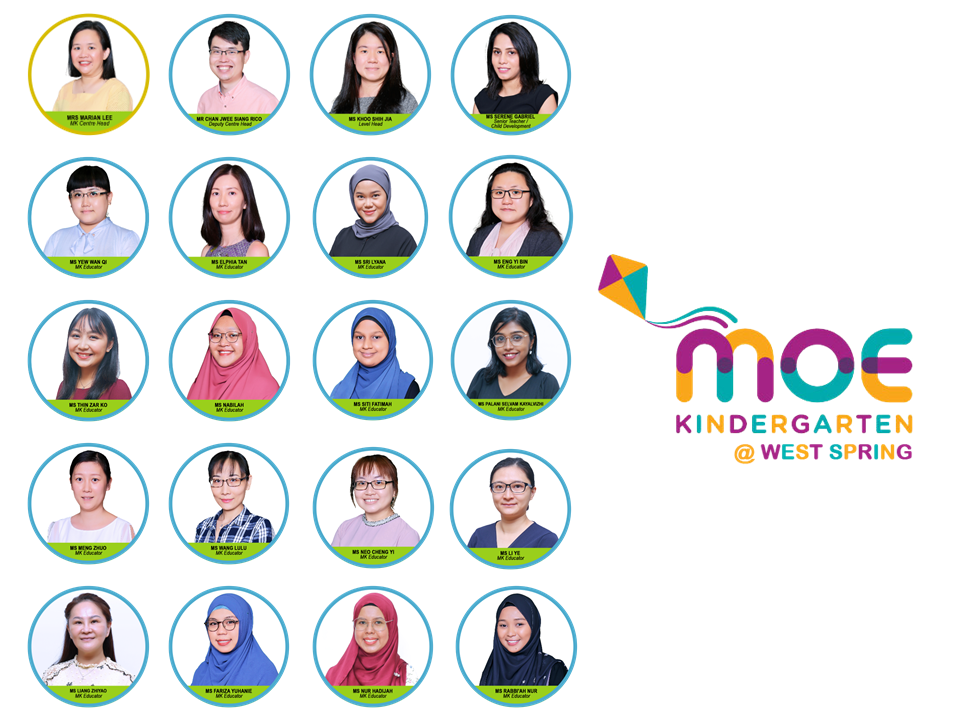 MRS MARIAN LEE
MK Centre Head
MR CHAN JWEE SIANG RICO
Deputy Centre Head
MS KHOO SHIH JIA
Level Head
MS SERENE GABRIEL
Senior Teacher /
Child Development
MS YEW WAN QI
MK Educator
MS ELPHIA TAN
MK Educator
MS SRI LYANA
MK Educator
MS ENG YI BIN
MK Educator
MS THIN ZAR KO
MK Educator
MS NABILAH
MK Educator
MS SITI FATIMAH
MK Educator
MS PALANI SELVAM KAYALVIZHI
MK Educator
MOE
KINDERGARTEN
@ WEST SPRING
MS MENG ZHUO
MK Educator
MS WANG LULU
MK Educator
MS NEO CHENG YI
MK Educator
MS LI YE
MK Educator
MS LIANG ZHIYAO
MK Educator
MS FARIZA YUHANIE
MK Educator
MS NUR HADIJAH
MK Educator
MS RABBI'AH NUR
MK Educator